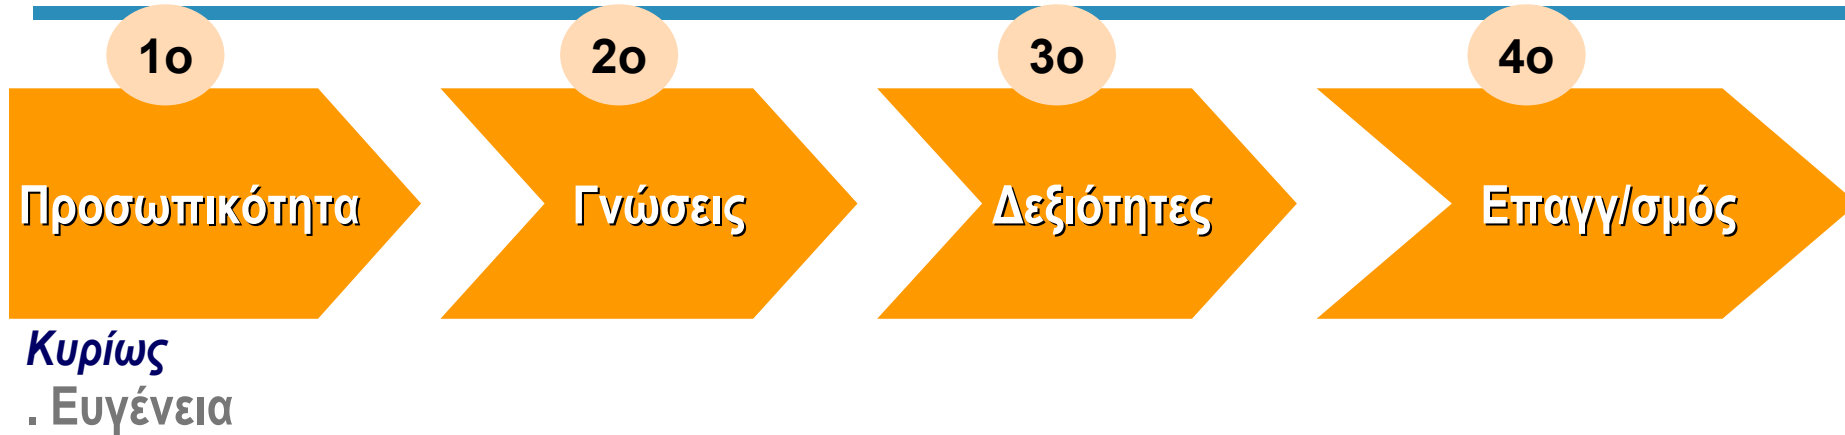 1ο 2ο 3ο 4ο
Προσωπικότητα Γνώσεις Δεξιότητες Επαγγ/σμός
Κυρίως
. Ευγένεια